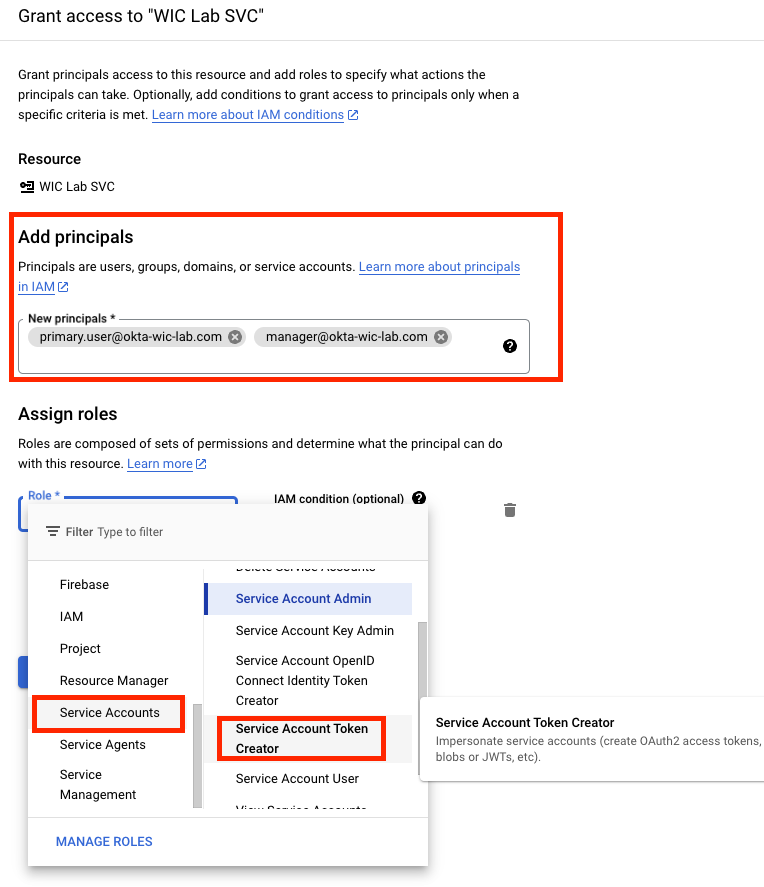 Grant access to "WIC Lab SVC"
Grant principals access to this resource and add roles to specify what actions the
principals can take. Optionally, add conditions to grant access to principals only when a
specific criteria is met. Learn more about IAM conditions
Resource
WIC Lab SVC
Add principals
Principals are users, groups, domains, or service accounts. Learn more about principals
in IAM
New principals *
primary.user@okta-wic-lab.com manager@okta-wic-lab.com
Assign roles
Roles are composed of sets of permissions and determine what the principal can do
with this resource. Learn more
Role *
IAM condition (optional)
Filter Type to filter
Firebase
IAM
Project
Resource Manager
Service Accounts
Service Agents
Service
Management
Delete Service Accounts
Service Account Admin
Service Account Key Admin
Service Account OpenID
Connect Identity Token
Creator
Service Account Token
Creator
Service Account User
View Service Accounts
Service Account Token Creator
Impersonate service accounts (create OAuth2 access tokens,
blobs or JWTs, etc).
MANAGE ROLES